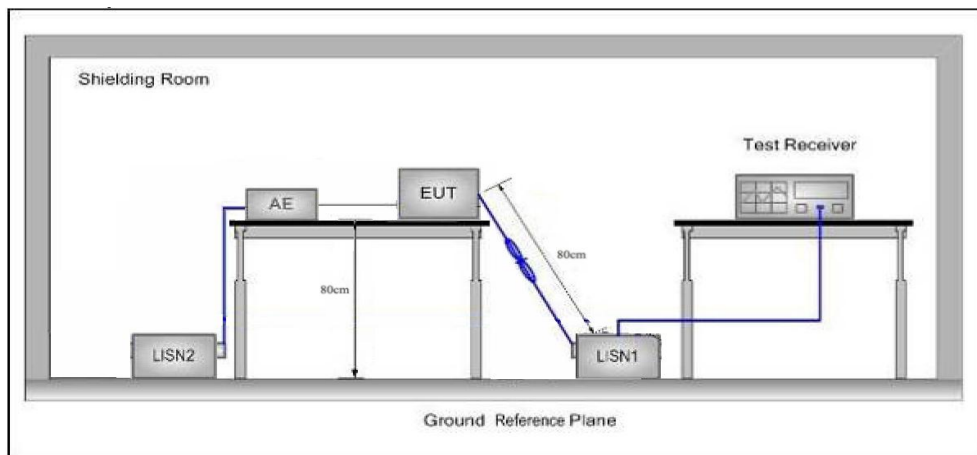 Shielding Room
Test Receiver
EUT
AE
80cm
80cm
LISN2
LISN1
Ground Reference Plane